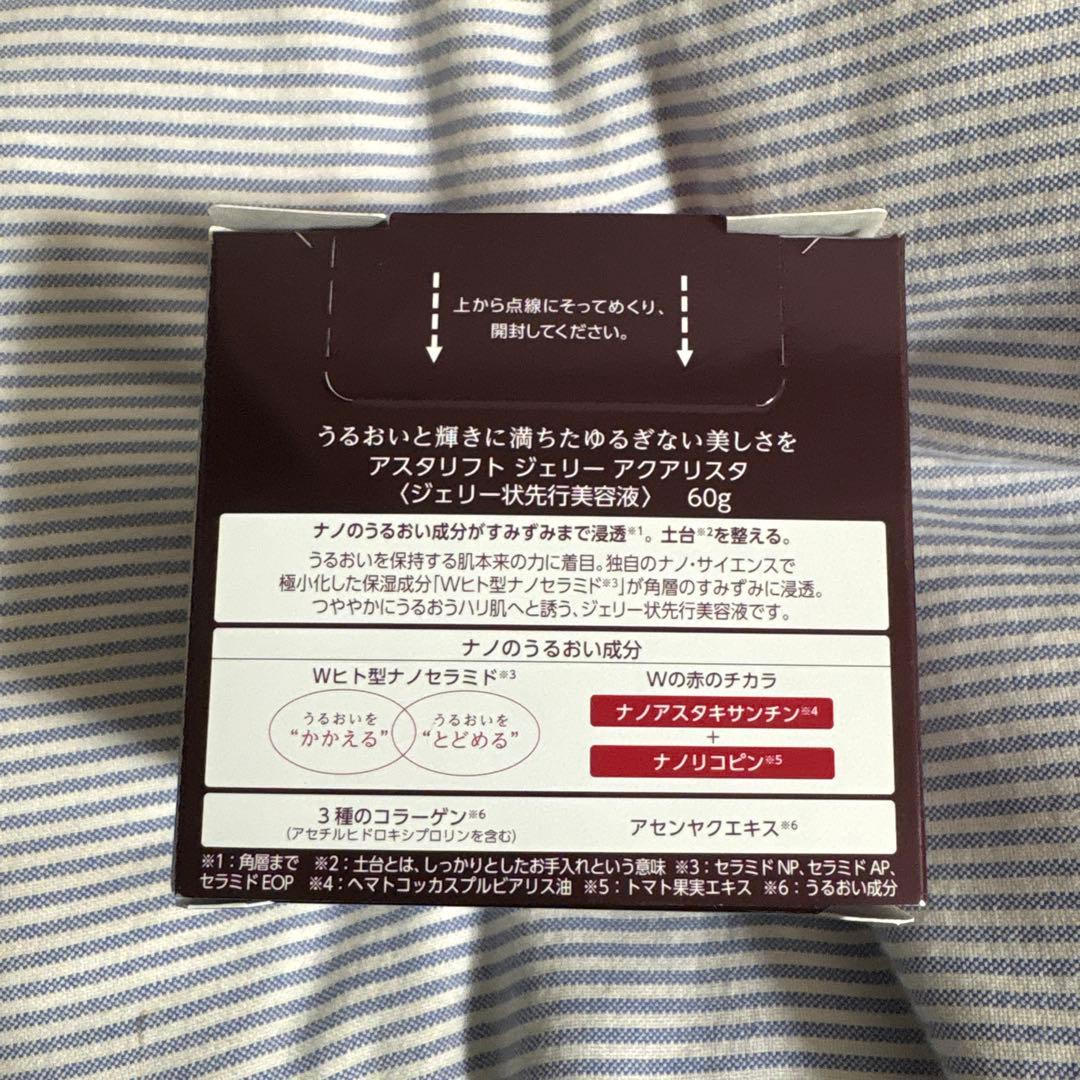 上から点線にそってめくり、
開封してください。
うるおいと輝きに満ちたゆるぎない美しさを
アスタリフト ジェリー アクアリスタ
〈ジェリー状先行美容液〉 60g
ナノのうるおい成分がすみずみまで浸透※1。土台※2を整える。
うるおいを保持する肌本来の力に着目。独自のナノ・サイエンスで
極小化した保湿成分「Wヒト型ナノセラミド※3」が角層のすみずみに浸透。
つややかにうるおうハリ肌へと誘う、ジェリー状先行美容液です。
ナノのうるおい成分
Wヒト型ナノセラミド※3
うるおいを
“かかえる”
うるおいを
“とどめる”
Wの赤のチカラ
ナノアスタキサンチン※4
+
ナノリコピン※5
3種のコラーゲン※6
(アセチルヒドロキシプロリンを含む)
アセンヤクエキス※6
※1:角層まで ※2:土台とは、しっかりとしたお手入れという意味 ※3:セラミドNP、セラミドAP、
セラミドEOP ※4:ヘマトコッカスプルビアリス油 ※5:トマト果実エキス ※6:うるおい成分